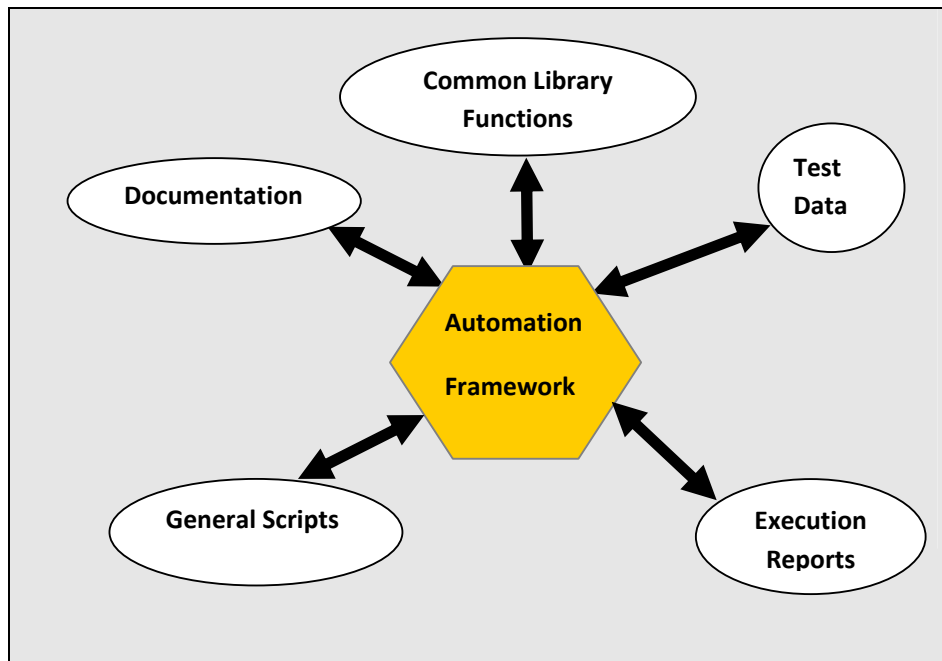 Common Library
Functions
Test
Data
Documentation
Automation
Framework
General Scripts
Execution
Reports